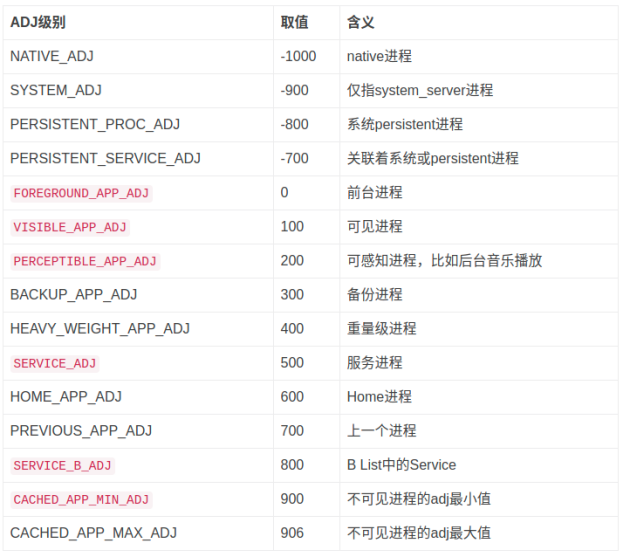 ADJ级别 取值 含义
NATIVE_ADJ -1000 native进程
SYSTEM_ADJ -900 仅指system_server进程
PERSISTENT_PROC_ADJ -800 系统persistent进程
PERSISTENT_SERVICE_ADJ -700 关联着系统或persistent进程
FOREGROUND_APP_ADJ 0 前台进程
VISIBLE_APP_ADJ 100 可见进程
PERCEPTIBLE_APP_ADJ 200 可感知进程，比如后台音乐播放
BACKUP_APP_ADJ 300 备份进程
HEAVY_WEIGHT_APP_ADJ 400 重量级进程
SERVICE_ADJ 500 服务进程
HOME_APP_ADJ 600 Home进程
PREVIOUS_APP_ADJ 700 上一个进程
SERVICE_B_ADJ 800 B List中的Service
CACHED_APP_MIN_ADJ 900 不可见进程的adj最小值
CACHED_APP_MAX_ADJ 906 不可见进程的adj最大值